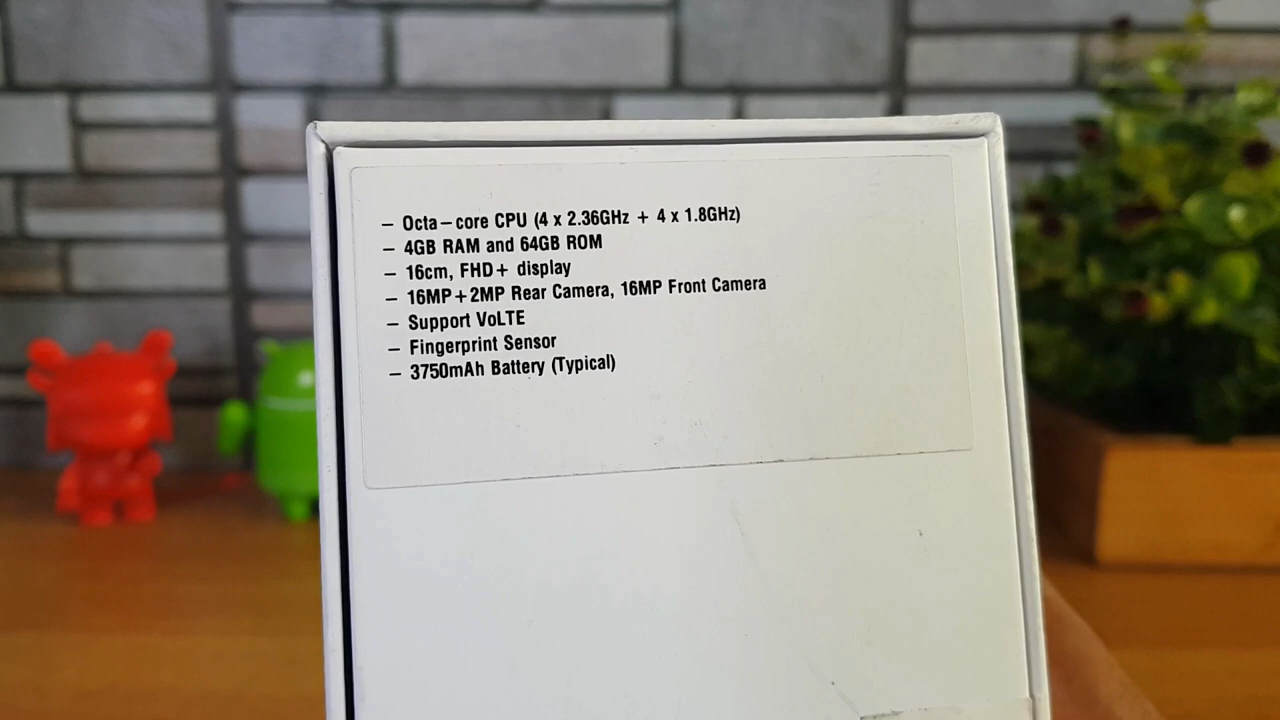 – Octa–core CPU (4 x 2.36GHz + 4 x 1.8GHz)
– 4GB RAM and 64GB ROM
– 16cm, FHD+ display
– 16MP+2MP Rear Camera, 16MP Front Camera
– Support VoLTE
– Fingerprint Sensor
– 3750mAh Battery (Typical)